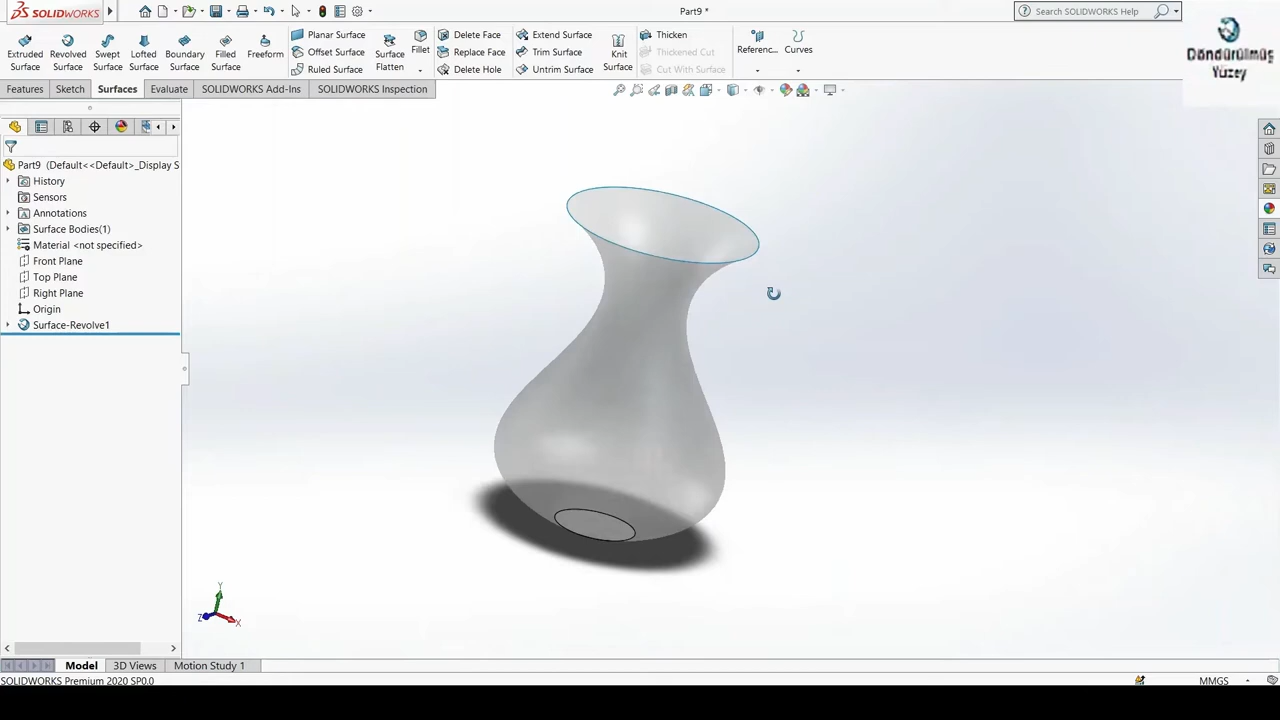 SOLIDWORKS
Part9 *
Search SOLIDWORKS Help
Döndürülmüş
Yüzey
Extruded
Surface
Revolved
Surface
Swept
Surface
Lofted
Surface
Boundary
Surface
Filled
Surface
Freeform
Planar Surface
Offset Surface
Ruled Surface
Surface
Flatten
Fillet
Delete Face
Replace Face
Delete Hole
Extend Surface
Trim Surface
Untrim Surface
Knit
Surface
Thicken
Thickened Cut
Cut With Surface
Referenc...
Curves
Features
Sketch
Surfaces
Evaluate
SOLIDWORKS Add-Ins
SOLIDWORKS Inspection
Part9 (Default<<Default>_Display S
History
Sensors
Annotations
Surface Bodies(1)
Material <not specified>
Front Plane
Top Plane
Right Plane
Origin
Surface-Revolve1
Y
Z
X
Model
3D Views
Motion Study 1
SOLIDWORKS Premium 2020 SP0.0
MMGS